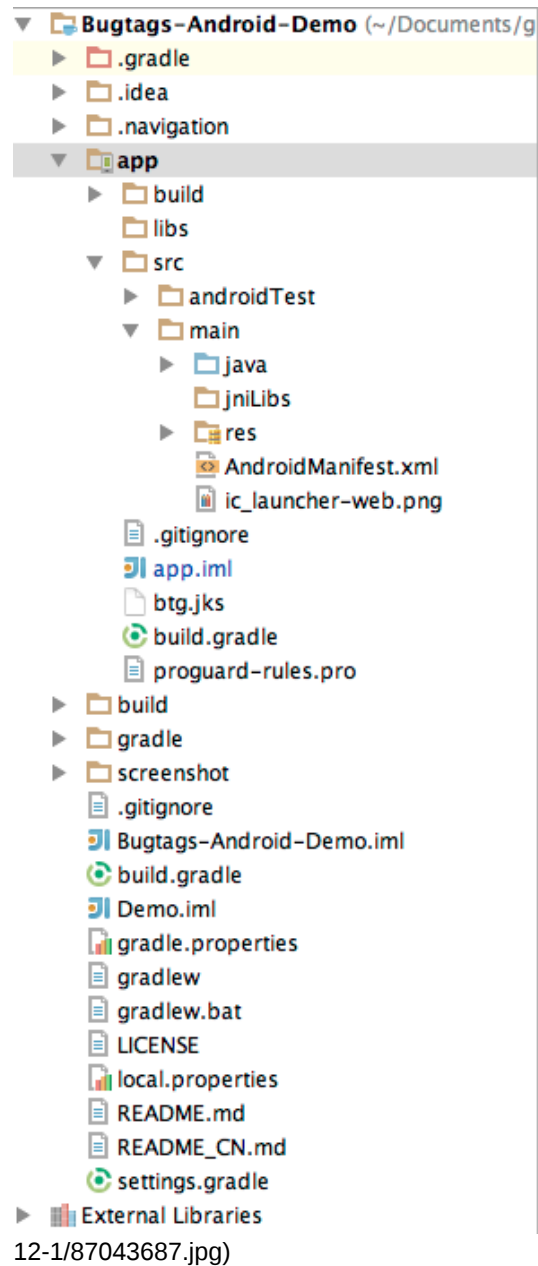 Bugtags-Android-Demo (~/Documents/g
.gradle
.idea
.navigation
app
build
libs
src
androidTest
main
java
jniLibs
res
AndroidManifest.xml
ic_launcher-web.png
.gitignore
app.iml
btg.jks
build.gradle
proguard-rules.pro
build
gradle
screenshot
.gitignore
Bugtags-Android-Demo.iml
build.gradle
Demo.iml
gradle.properties
gradlew
gradlew.bat
LICENSE
local.properties
README.md
README_CN.md
settings.gradle
External Libraries
12-1/87043687.jpg)